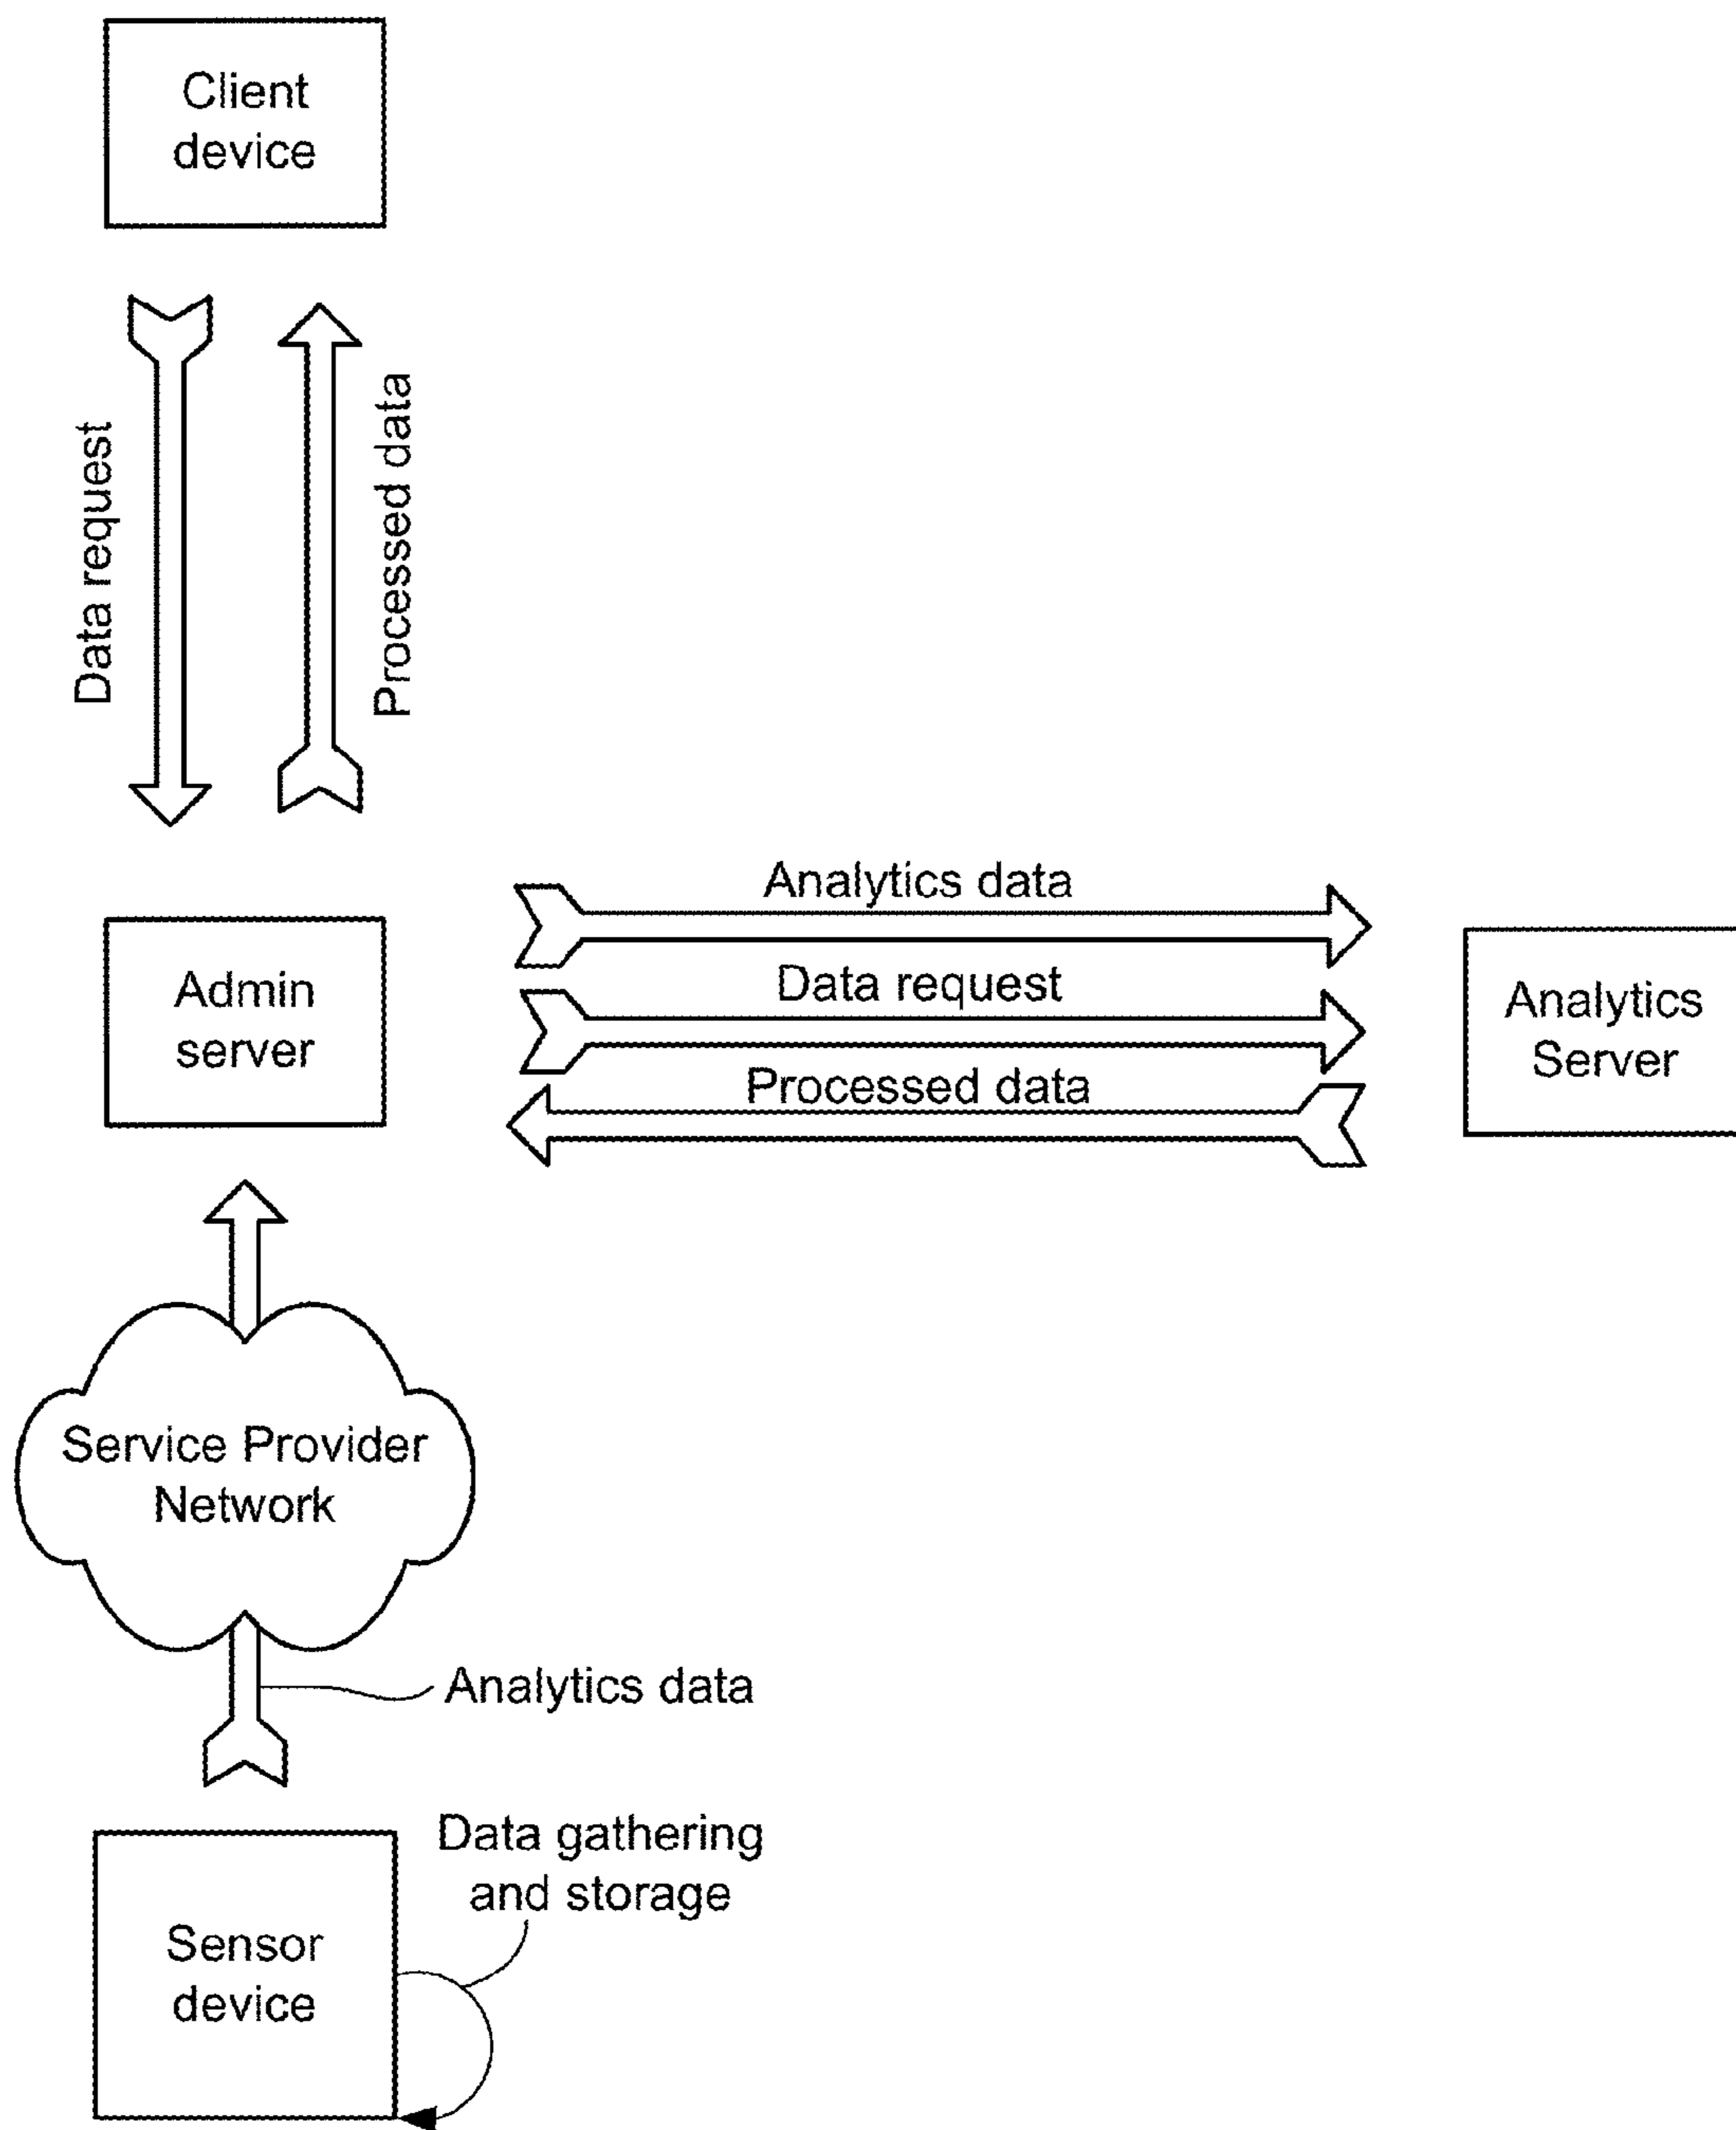 Client
device
Data request
Processed data
Analytics data
Admin
server
Data request
Analytics
Server
Processed data
Service Provider
Network
Analytics data
Data gathering
and storage
Sensor
device